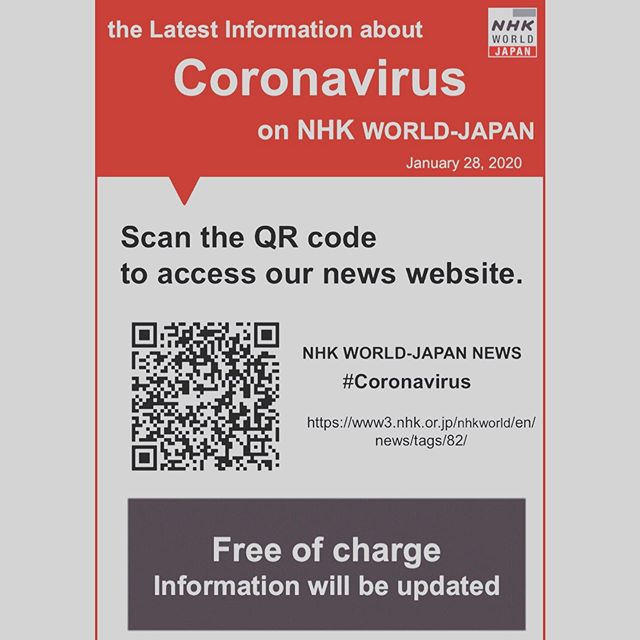 the Latest Information about
NHK
WORLD
JAPAN
Coronavirus
on NHK WORLD-JAPAN
January 28, 2020
Scan the QR code
to access our news website.
NHK WORLD-JAPAN NEWS
#Coronavirus
https://www3.nhk.or.jp/nhkworld/en/
news/tags/82/
Free of charge
Information will be updated